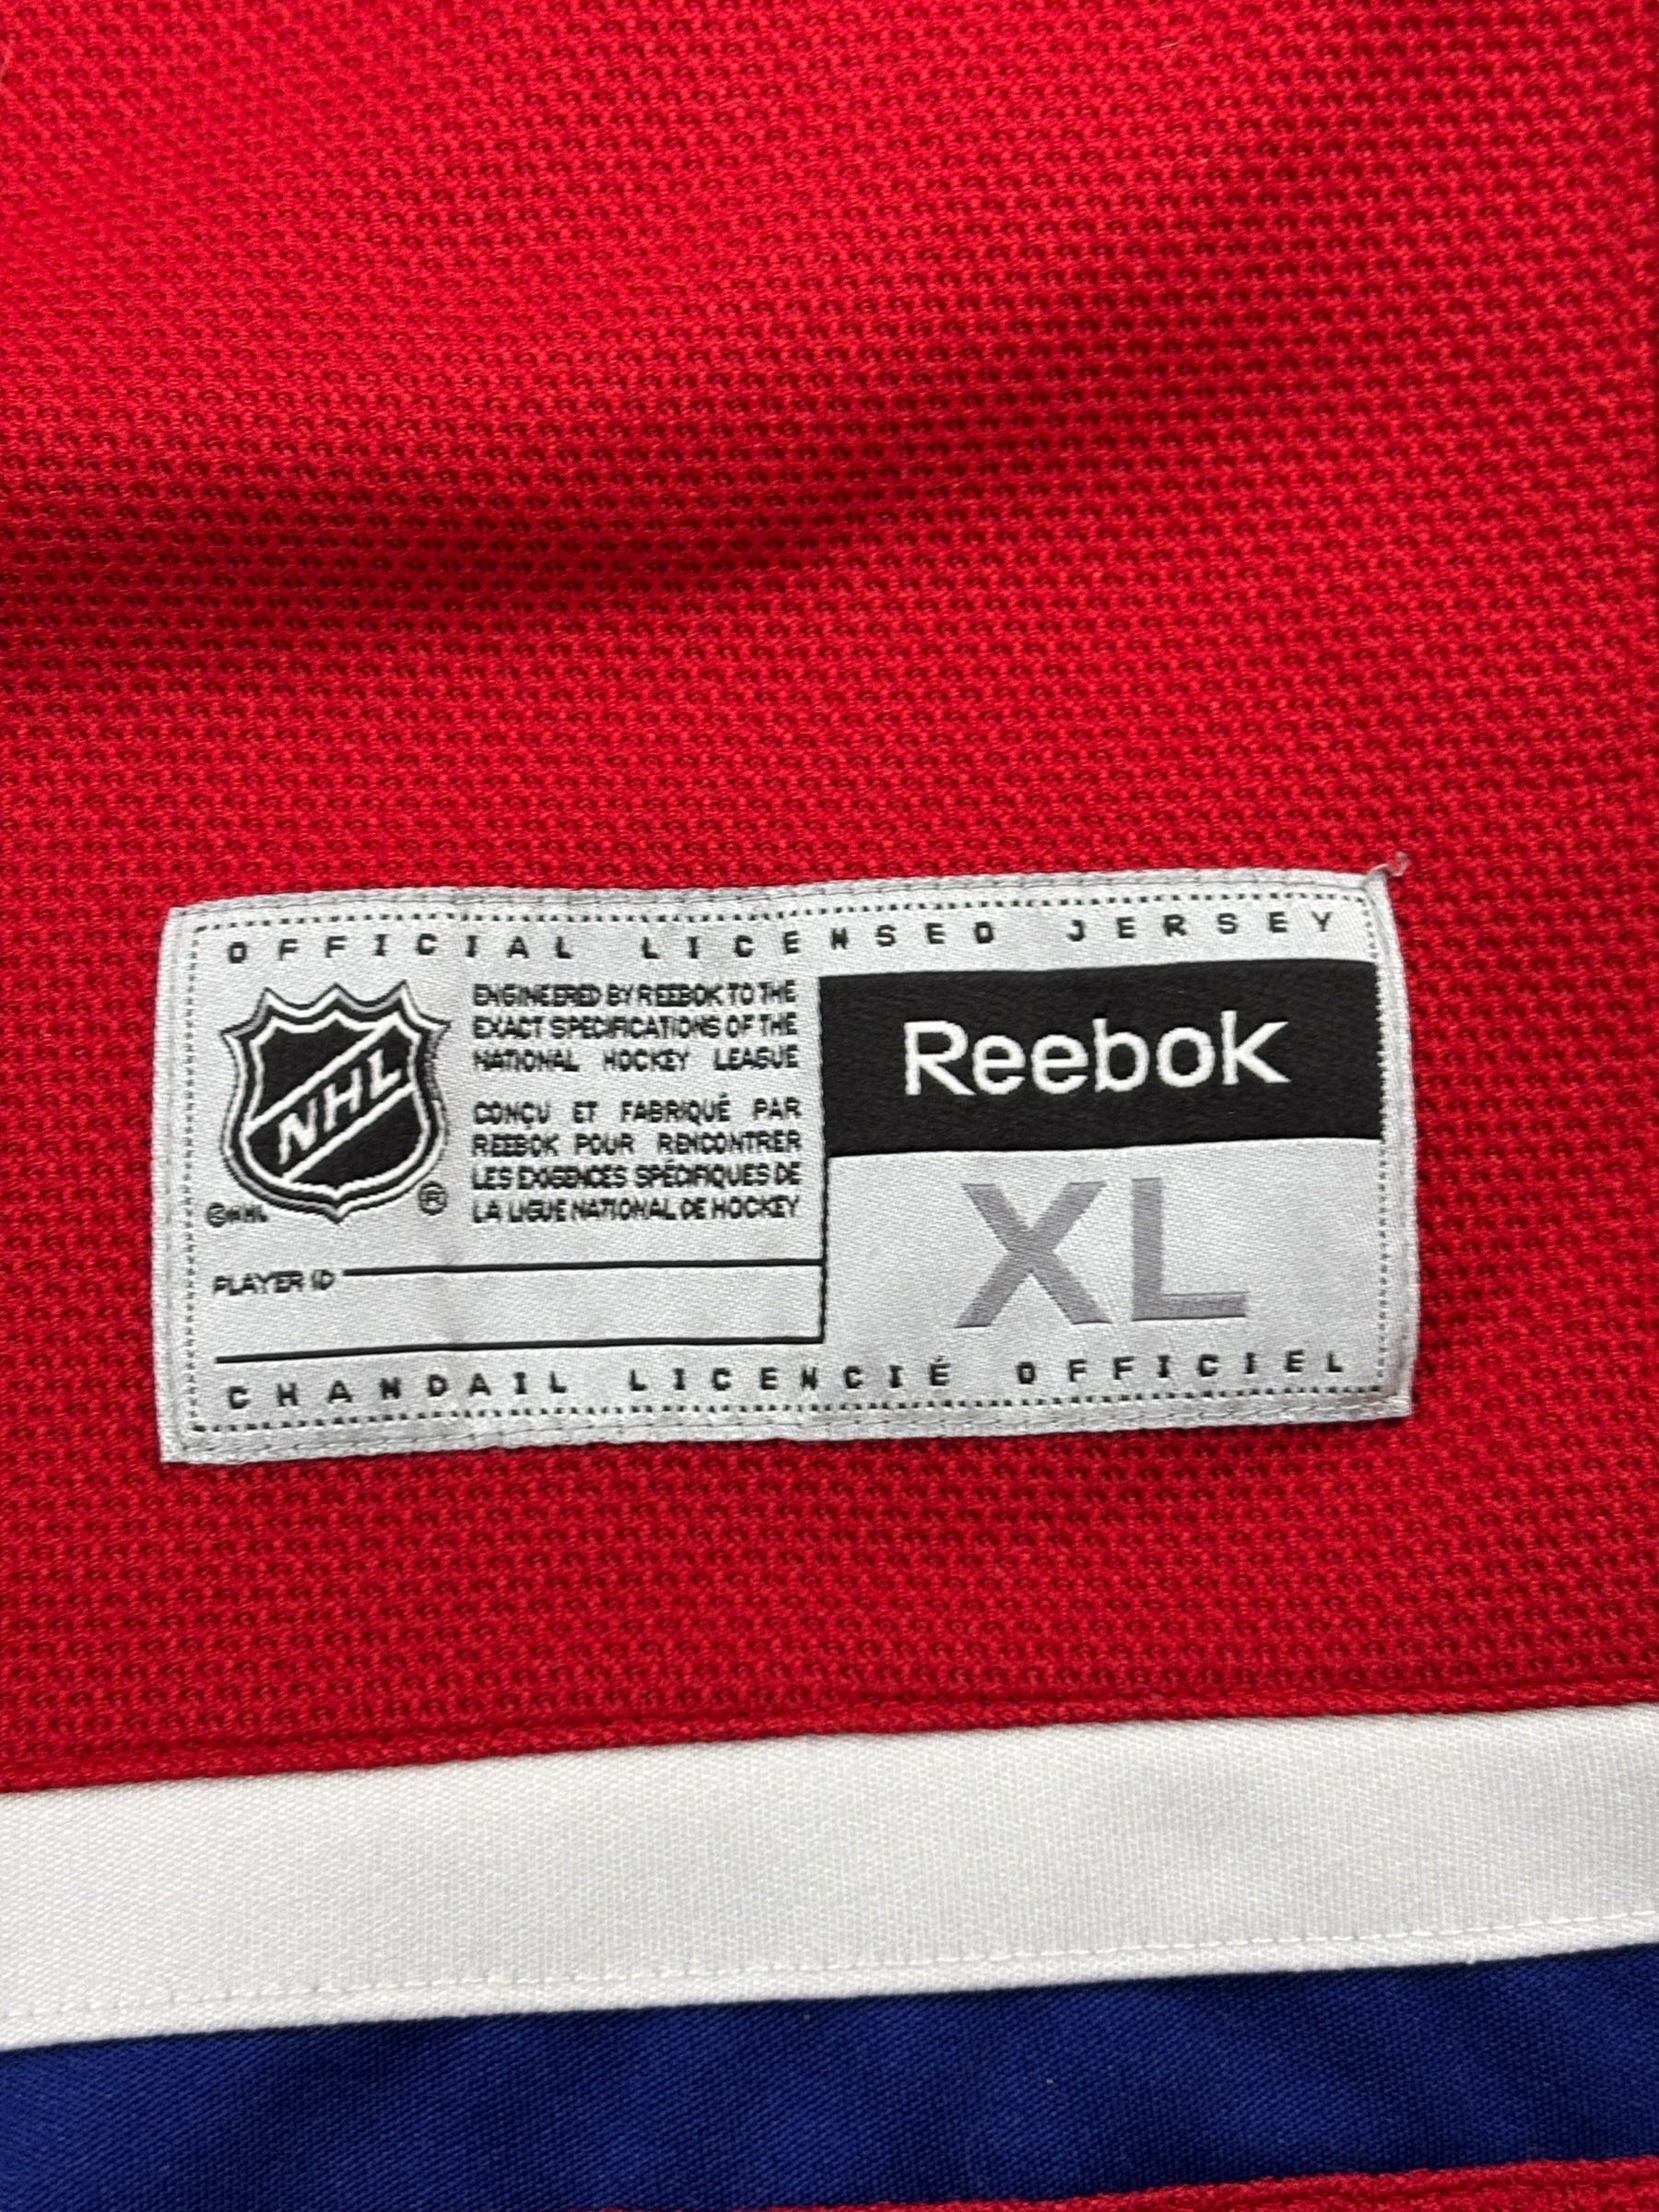 OFFICIAL LICENSED JERSEY
NHL
®
©NHL
ENGINEERED BY REEBOK TO THE
EXACT SPECIFICATIONS OF THE
NATIONAL HOCKEY LEAGUE
CONÇU ET FABRIQUÉ PAR
REEBOK POUR RENCONTRER
LES EXIGENCES SPÉCIFIQUES DE
LA LIGUE NATIONAL DE HOCKEY
Reebok
XL
PLAYER ID
CHANDAIL LICENCIÉ OFFICIEL